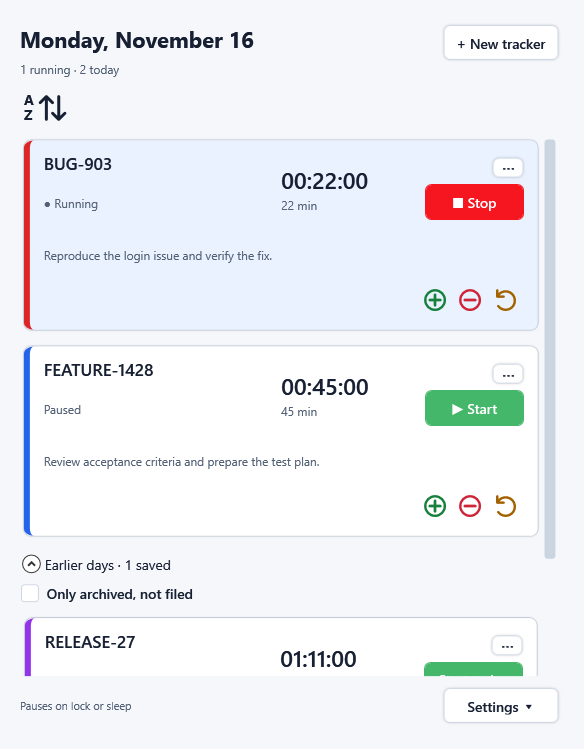 Monday, November 16
+ New tracker
1 running · 2 today
A
Z
BUG-903
...
00:22:00
● Running
22 min
■ Stop
Reproduce the login issue and verify the fix.
FEATURE-1428
...
00:45:00
Paused
45 min
▶ Start
Review acceptance criteria and prepare the test plan.
Earlier days · 1 saved
Only archived, not filed
RELEASE-27
...
01:11:00
Pauses on lock or sleep
Settings ▼